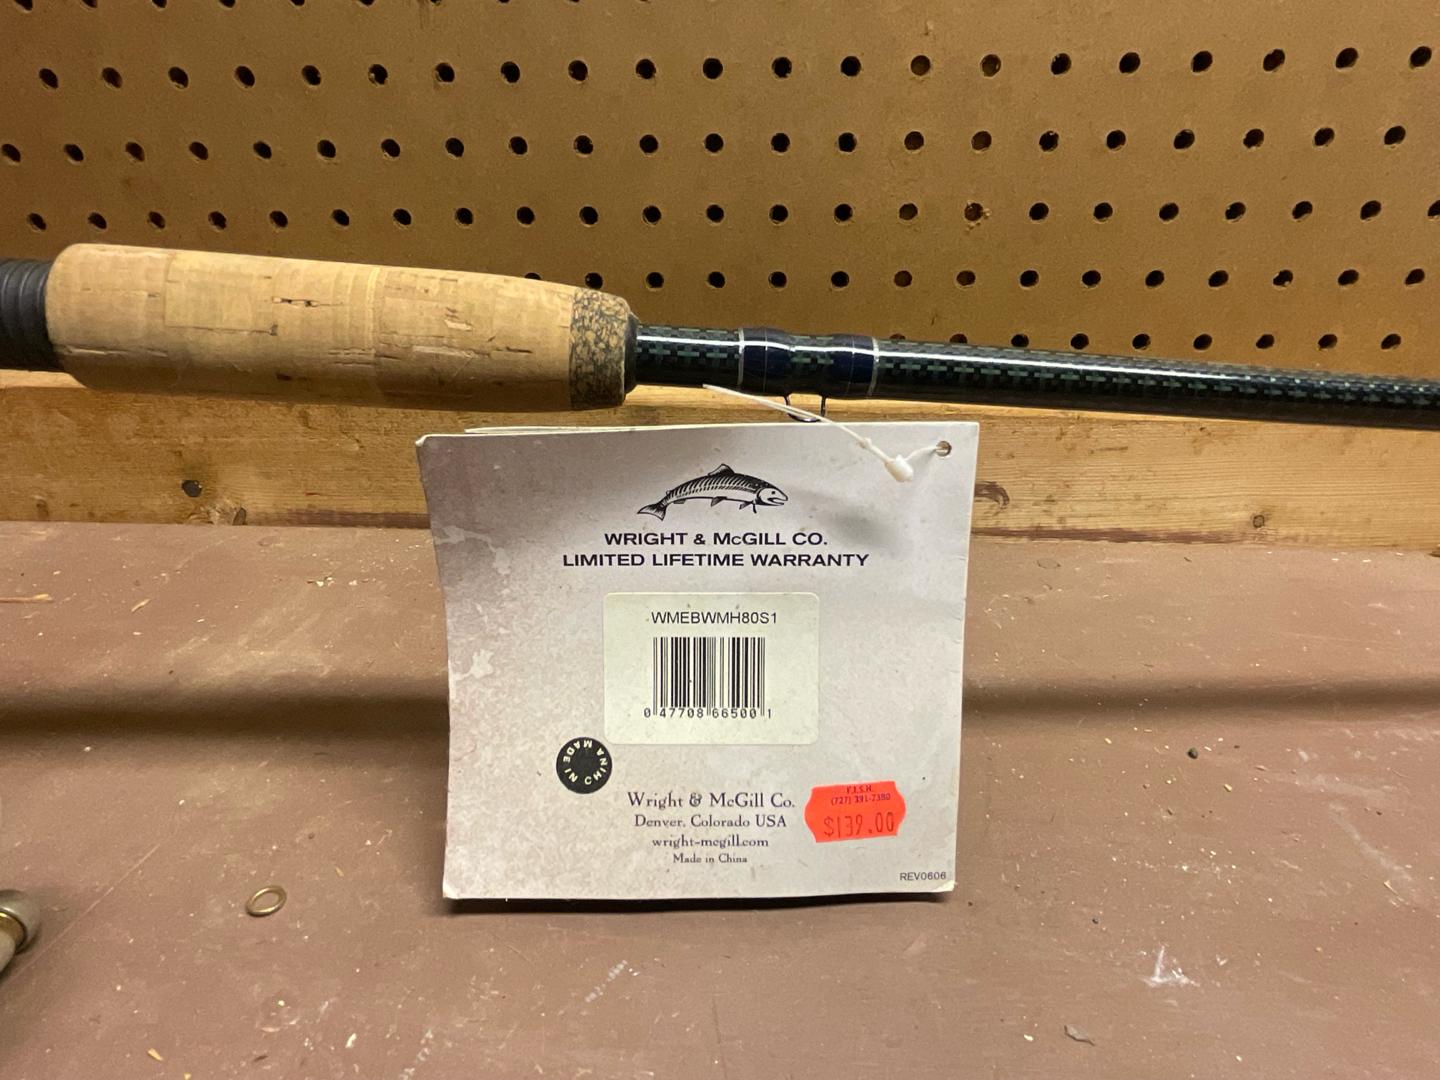 WRIGHT & McGILL CO.
LIMITED LIFETIME WARRANTY
WMEBWMH80S1
0 47708 66500 1
MADE IN CHINA
Wright & McGill Co.
Denver, Colorado USA
wright-mcgill.com
Made in China
F.I.S.H.
(727) 391-7380
$139.00
REV0606